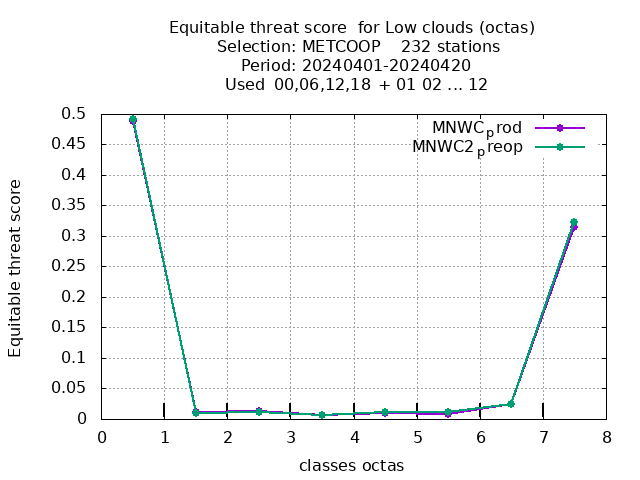 Equitable threat score  for Low clouds (octas)
Selection: METCOOP    232 stations
Period: 20240401-20240420
Used  00,06,12,18 + 01 02 ... 12
MNWC_prod
MNWC2_preop
Equitable threat score
0.5
0.45
0.4
0.35
0.3
0.25
0.2
0.15
0.1
0.05
0
0 1 2 3 4 5 6 7 8
classes octas